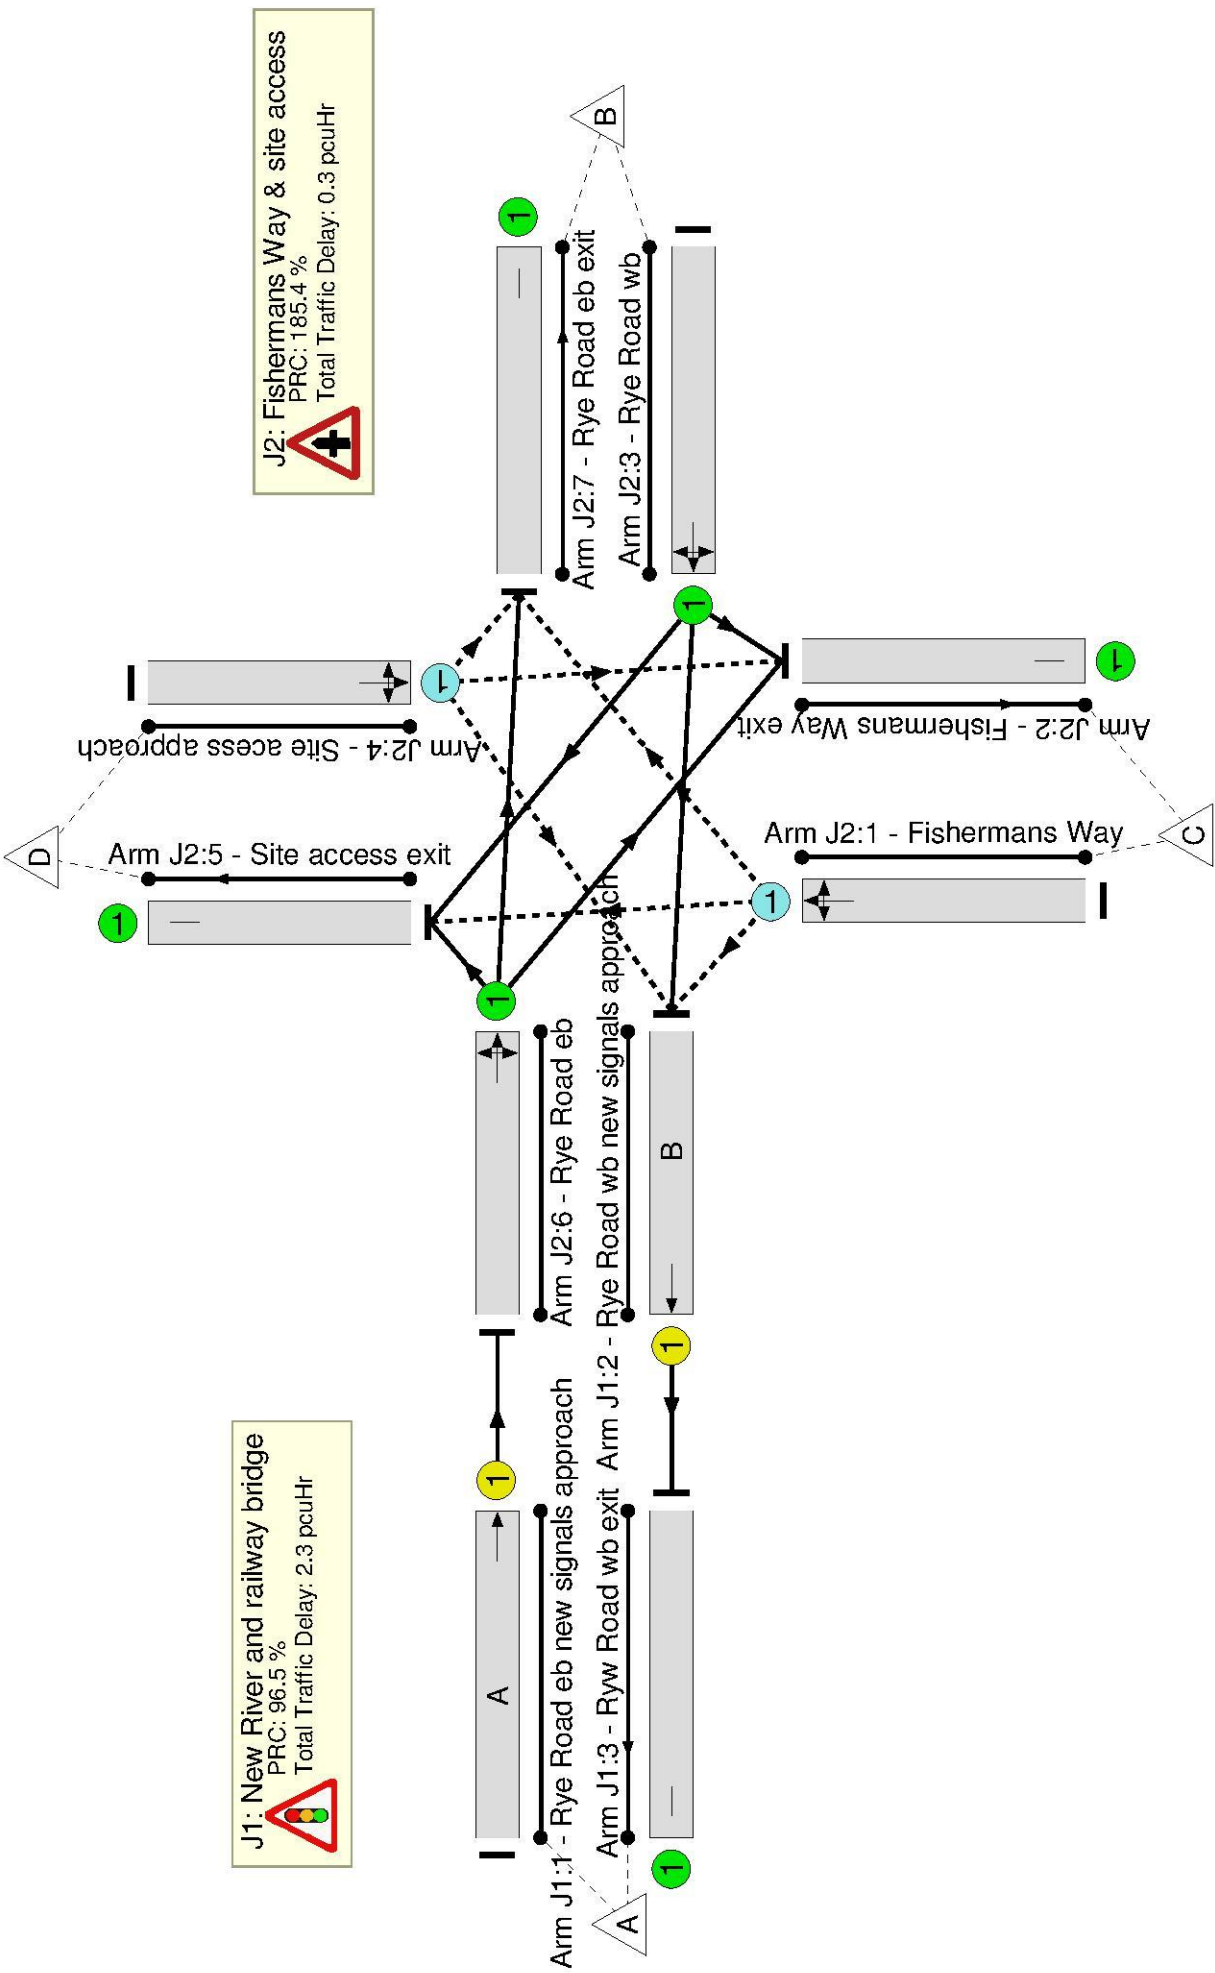 J1: New River and railway bridge
PRC: 96.5 %
Total Traffic Delay: 2.3 pcuHr
J2: Fishermans Way & site access
PRC: 185.4 %
Total Traffic Delay: 0.3 pcuHr
D
Arm J2:5 - Site access exit
1
Arm J2:4 - Site acess approach
1
A
1
Arm J1:1 - Rye Road eb new signals approach
Arm J2:6 - Rye Road eb
1
Arm J2:7 - Rye Road eb exit
1
A
Arm J1:3 - Ryw Road wb exit
1
Arm J1:2 - Rye Road wb new signals approach
B
1
Arm J2:3 - Rye Road wb
1
B
Arm J2:1 - Fishermans Way
1
Arm J2:2 - Fishermans Way exit
1
C